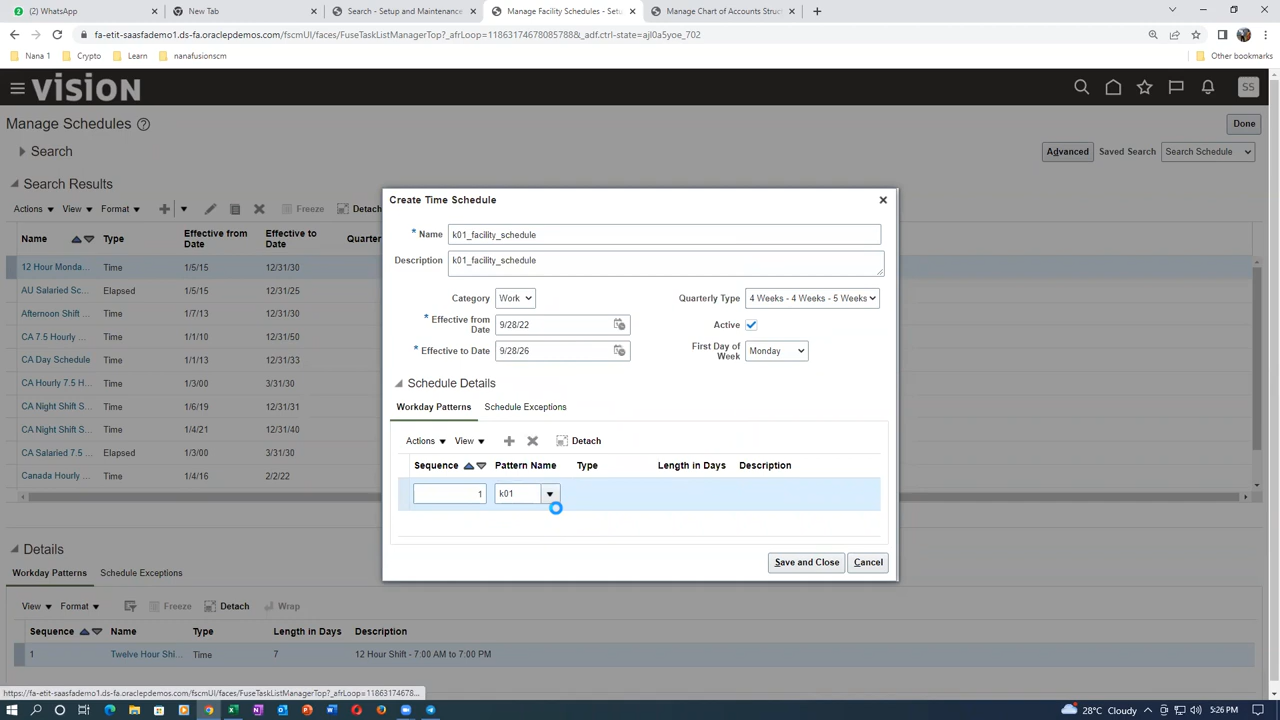 WhatsApp
New Tab
Search - Setup and Maintenance
Manage Facility Schedules - Setu
Manage Chart of Accounts Struct
fa-etit-saasfademo1.ds-fa.oraclepdemos.com/fscmUI/faces/FuseTaskListManagerTop?_afrLoop=11863174678085788&_adf.ctrl-state=ajl0a5yoe_702
Nana 1
Crypto
Learn
nanafusionscm
Other bookmarks
VISION
SS
Manage Schedules
Done
Search
Advanced
Saved Search
Search Schedule
Search Results
Actions View Format Freeze Detach
Name Type Effective from Date Effective to Date Quarter
12 Hour Monda... Time 1/5/15 12/31/30
AU Salaried Sc... Elapsed 1/5/15 12/31/25
Afternoon Shift ... Time 1/7/13 12/31/30
CA 7.5 Hourly ... Time 1/1/10 12/31/50
CA Day Schedule Time 1/1/13 12/31/33
CA Hourly 7.5 H... Time 1/3/00 3/31/30
CA Night Shift S... Time 1/6/19 12/31/31
CA Night Shift S... Time 1/4/21 12/31/40
CA Salaried 7.5 ... Elapsed 1/3/00 3/31/30
Canada Hourly ... Time 1/4/16 2/2/22
Create Time Schedule
* Name k01_facility_schedule
Description k01_facility_schedule
Category Work
Quarterly Type 4 Weeks - 4 Weeks - 5 Weeks
* Effective from Date 9/28/22
Active
* Effective to Date 9/28/26
First Day of Week Monday
Schedule Details
Workday Patterns Schedule Exceptions
Actions View Detach
Sequence Pattern Name Type Length in Days Description
1 k01
Save and Close Cancel
Details
Workday Patterns Schedule Exceptions
View Format Freeze Detach Wrap
Sequence Name Type Length in Days Description
1 Twelve Hour Shi... Time 7 12 Hour Shift - 7:00 AM to 7:00 PM
https://fa-etit-saasfademo1.ds-fa.oraclepdemos.com/fscmUI/faces/FuseTaskListManagerTop?_afrLoop=11863174678...
28°C Cloudy
5:26 PM